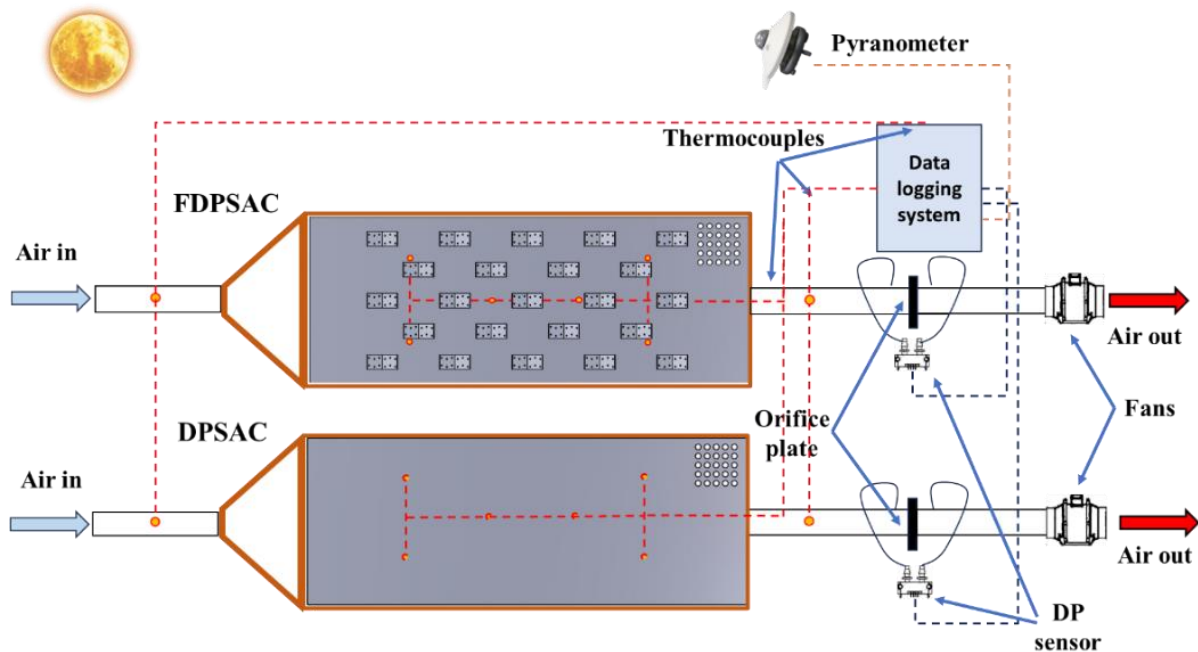 Pyranometer
Thermocouples
Data
logging
system
FDPSAC
Air in
Air out
Orifice
plate
Fans
DPSAC
Air in
Air out
DP
sensor